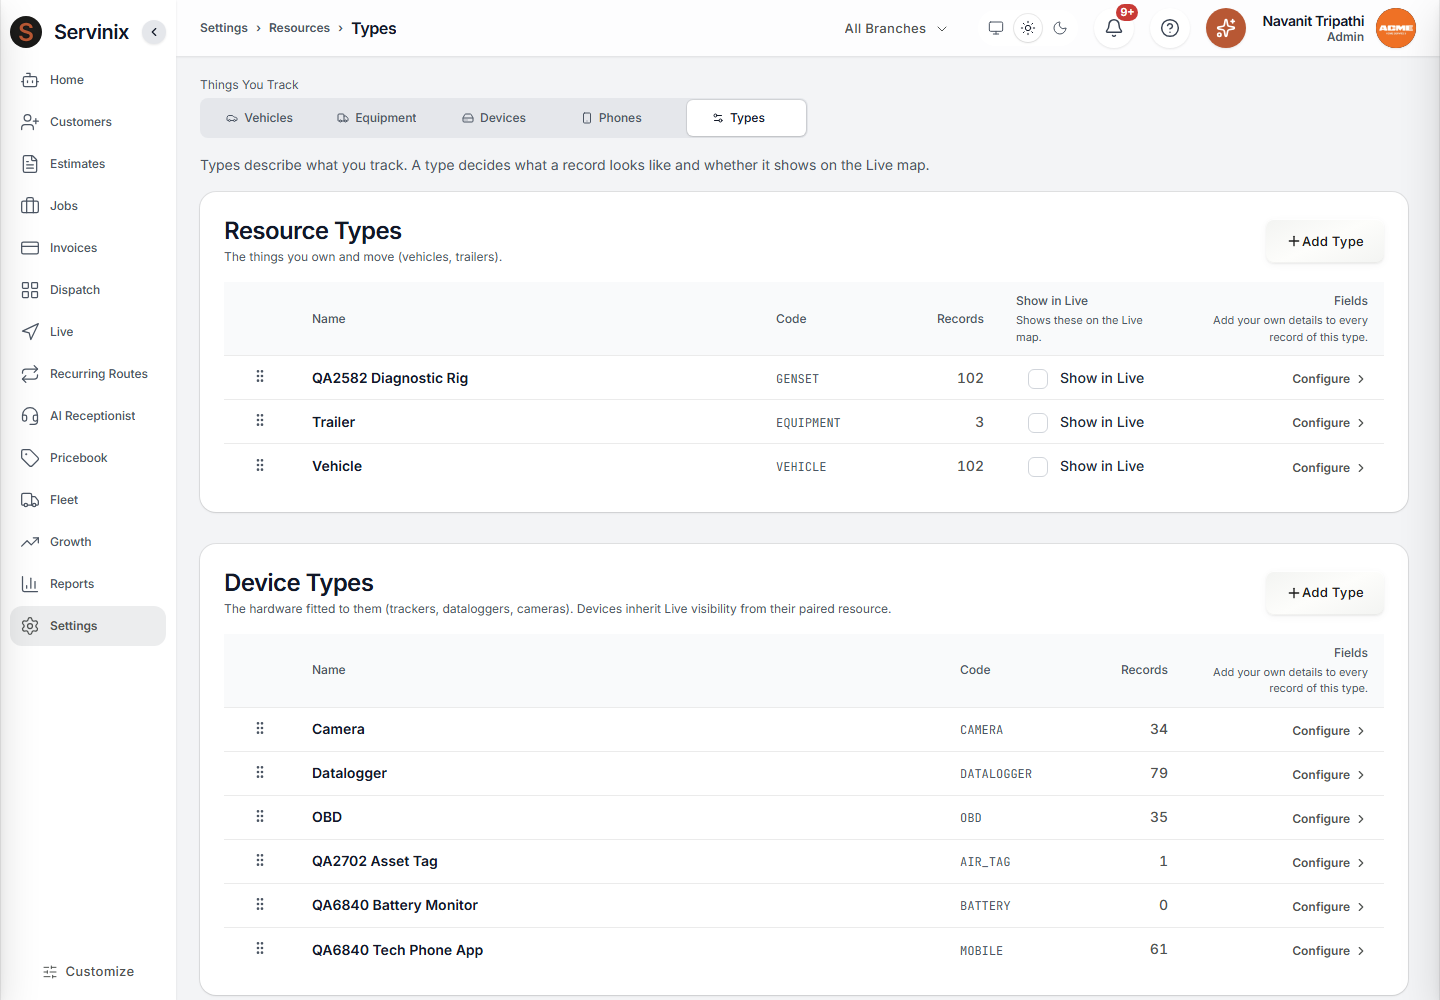 S Servinix
Settings › Resources › Types
All Branches
9+
Navanit Tripathi
Admin
ACME
Home
Customers
Estimates
Jobs
Invoices
Dispatch
Live
Recurring Routes
AI Receptionist
Pricebook
Fleet
Growth
Reports
Settings
Customize
Things You Track
Vehicles Equipment Devices Phones Types
Types describe what you track. A type decides what a record looks like and whether it shows on the Live map.
Resource Types
The things you own and move (vehicles, trailers).
+ Add Type
Name Code Records Show in Live Fields
Shows these on the Live map. Add your own details to every record of this type.
QA2582 Diagnostic Rig GENSET 102 Show in Live Configure
Trailer EQUIPMENT 3 Show in Live Configure
Vehicle VEHICLE 102 Show in Live Configure
Device Types
The hardware fitted to them (trackers, dataloggers, cameras). Devices inherit Live visibility from their paired resource.
+ Add Type
Name Code Records Fields
Add your own details to every record of this type.
Camera CAMERA 34 Configure
Datalogger DATALOGGER 79 Configure
OBD OBD 35 Configure
QA2702 Asset Tag AIR_TAG 1 Configure
QA6840 Battery Monitor BATTERY 0 Configure
QA6840 Tech Phone App MOBILE 61 Configure